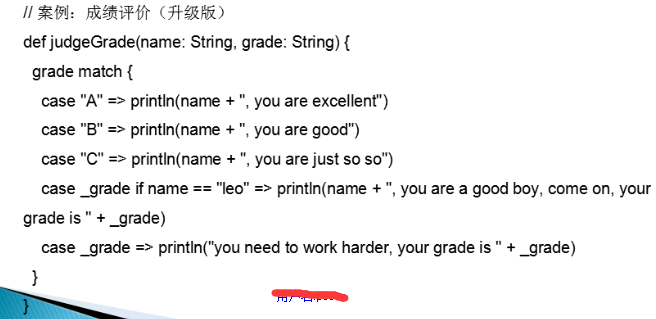 // 案例：成绩评价（升级版）
def judgeGrade(name: String, grade: String) {
grade match {
case "A" => println(name + ", you are excellent")
case "B" => println(name + ", you are good")
case "C" => println(name + ", you are just so so")
case _grade if name == "leo" => println(name + ", you are a good boy, come on, your
grade is " + _grade)
case _grade => println("you need to work harder, your grade is " + _grade)
}
}